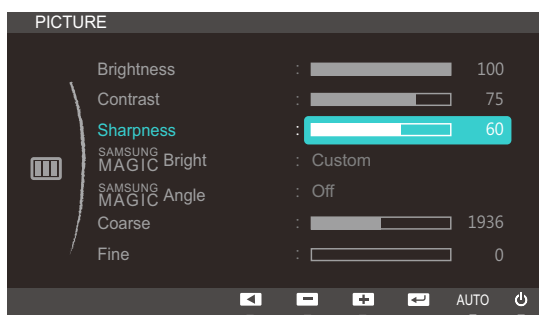 PICTURE
Brightness : 100
Contrast : 75
Sharpness : 60
SAMSUNG MAGIC Bright : Custom
SAMSUNG MAGIC Angle : Off
Coarse : 1936
Fine : 0
AUTO